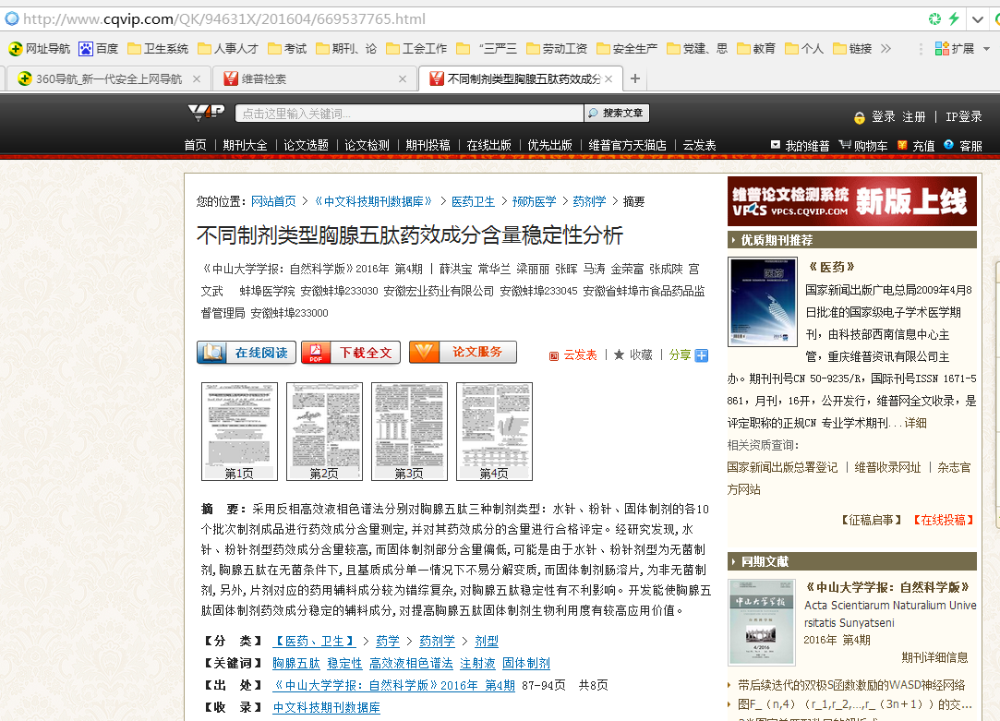 http://www.cqvip.com/QK/94631X/201604/669537765.html
网址导航 百度 卫生系统 人事人才 考试 期刊、论 工会工作 “三严三 劳动工资 安全生产 党建、思 教育 个人 链接 » 扩展
360导航_新一代安全上网导航 × 维普检索 × 不同制剂类型胸腺五肽药效成分 × +
VIP 点击这里输入关键词... 搜索文章 登录 注册 | IP登录
首页 | 期刊大全 | 论文选题 | 论文检测 | 期刊投稿 | 在线出版 | 优先出版 | 维普官方天猫店 | 云发表 我的维普 购物车 充值 客服
您的位置：网站首页 > 《中文科技期刊数据库》 > 医药卫生 > 预防医学 > 药剂学 > 摘要
不同制剂类型胸腺五肽药效成分含量稳定性分析
《中山大学学报：自然科学版》2016年 第4期 | 薛洪宝 常华兰 梁丽丽 张晖 马涛 金荣富 张成陕 宫
文武 蚌埠医学院 安徽蚌埠233030 安徽宏业药业有限公司 安徽蚌埠233045 安徽省蚌埠市食品药品监
督管理局 安徽蚌埠233000
在线阅读 PDF 下载全文 论文服务 云发表 | 收藏 | 分享
第1页 第2页 第3页 第4页
摘 要：采用反相高效液相色谱法分别对胸腺五肽三种制剂类型：水针、粉针、固体制剂的各10
个批次制剂成品进行药效成分含量测定,并对其药效成分的含量进行合格评定。经研究发现,水
针、粉针剂型药效成分含量较高,而固体制剂部分含量偏低,可能是由于水针、粉针剂型为无菌制
剂,胸腺五肽在无菌条件下,且基质成分单一情况下不易分解变质,而固体制剂肠溶片,为非无菌制
剂,另外,片剂对应的药用辅料成分较为错综复杂,对胸腺五肽稳定性有不利影响。开发能使胸腺五
肽固体制剂药效成分稳定的辅料成分,对提高胸腺五肽固体制剂生物利用度有较高应用价值。
【分 类】 【医药、卫生】 > 药学 > 药剂学 > 剂型
【关键词】 胸腺五肽 稳定性 高效液相色谱法 注射液 固体制剂
【出 处】 《中山大学学报：自然科学版》2016年 第4期 87-94页 共8页
【收 录】 中文科技期刊数据库
维普论文检测系统 新版上线
VPCS VPCS.CQVIP.COM
优质期刊推荐
医药
《医药》
国家新闻出版广电总局2009年4月8
日批准的国家级电子学术医学期
刊，由科技部西南信息中心主
管，重庆维普资讯有限公司主
办。期刊刊号CN 50-9235/R，国际刊号ISSN 1671-5
861，月刊，16开，公开发行，维普网全文收录，是
评定职称的正规CN 专业学术期刊...详细
相关资质查询：
国家新闻出版总署登记 | 维普收录网址 | 杂志官
方网站
【征稿启事】 【在线投稿】
同期文献
中山大学学报
4/2016
《中山大学学报：自然科学版》
Acta Scientiarum Naturalium Unive
rsitatis Sunyatseni
2016年 第4期
期刊详细信息
带后续迭代的双极S函数激励的WASD神经网络
图F_（n,4）（r_1,r_2,…,r_（3n＋1））的交…